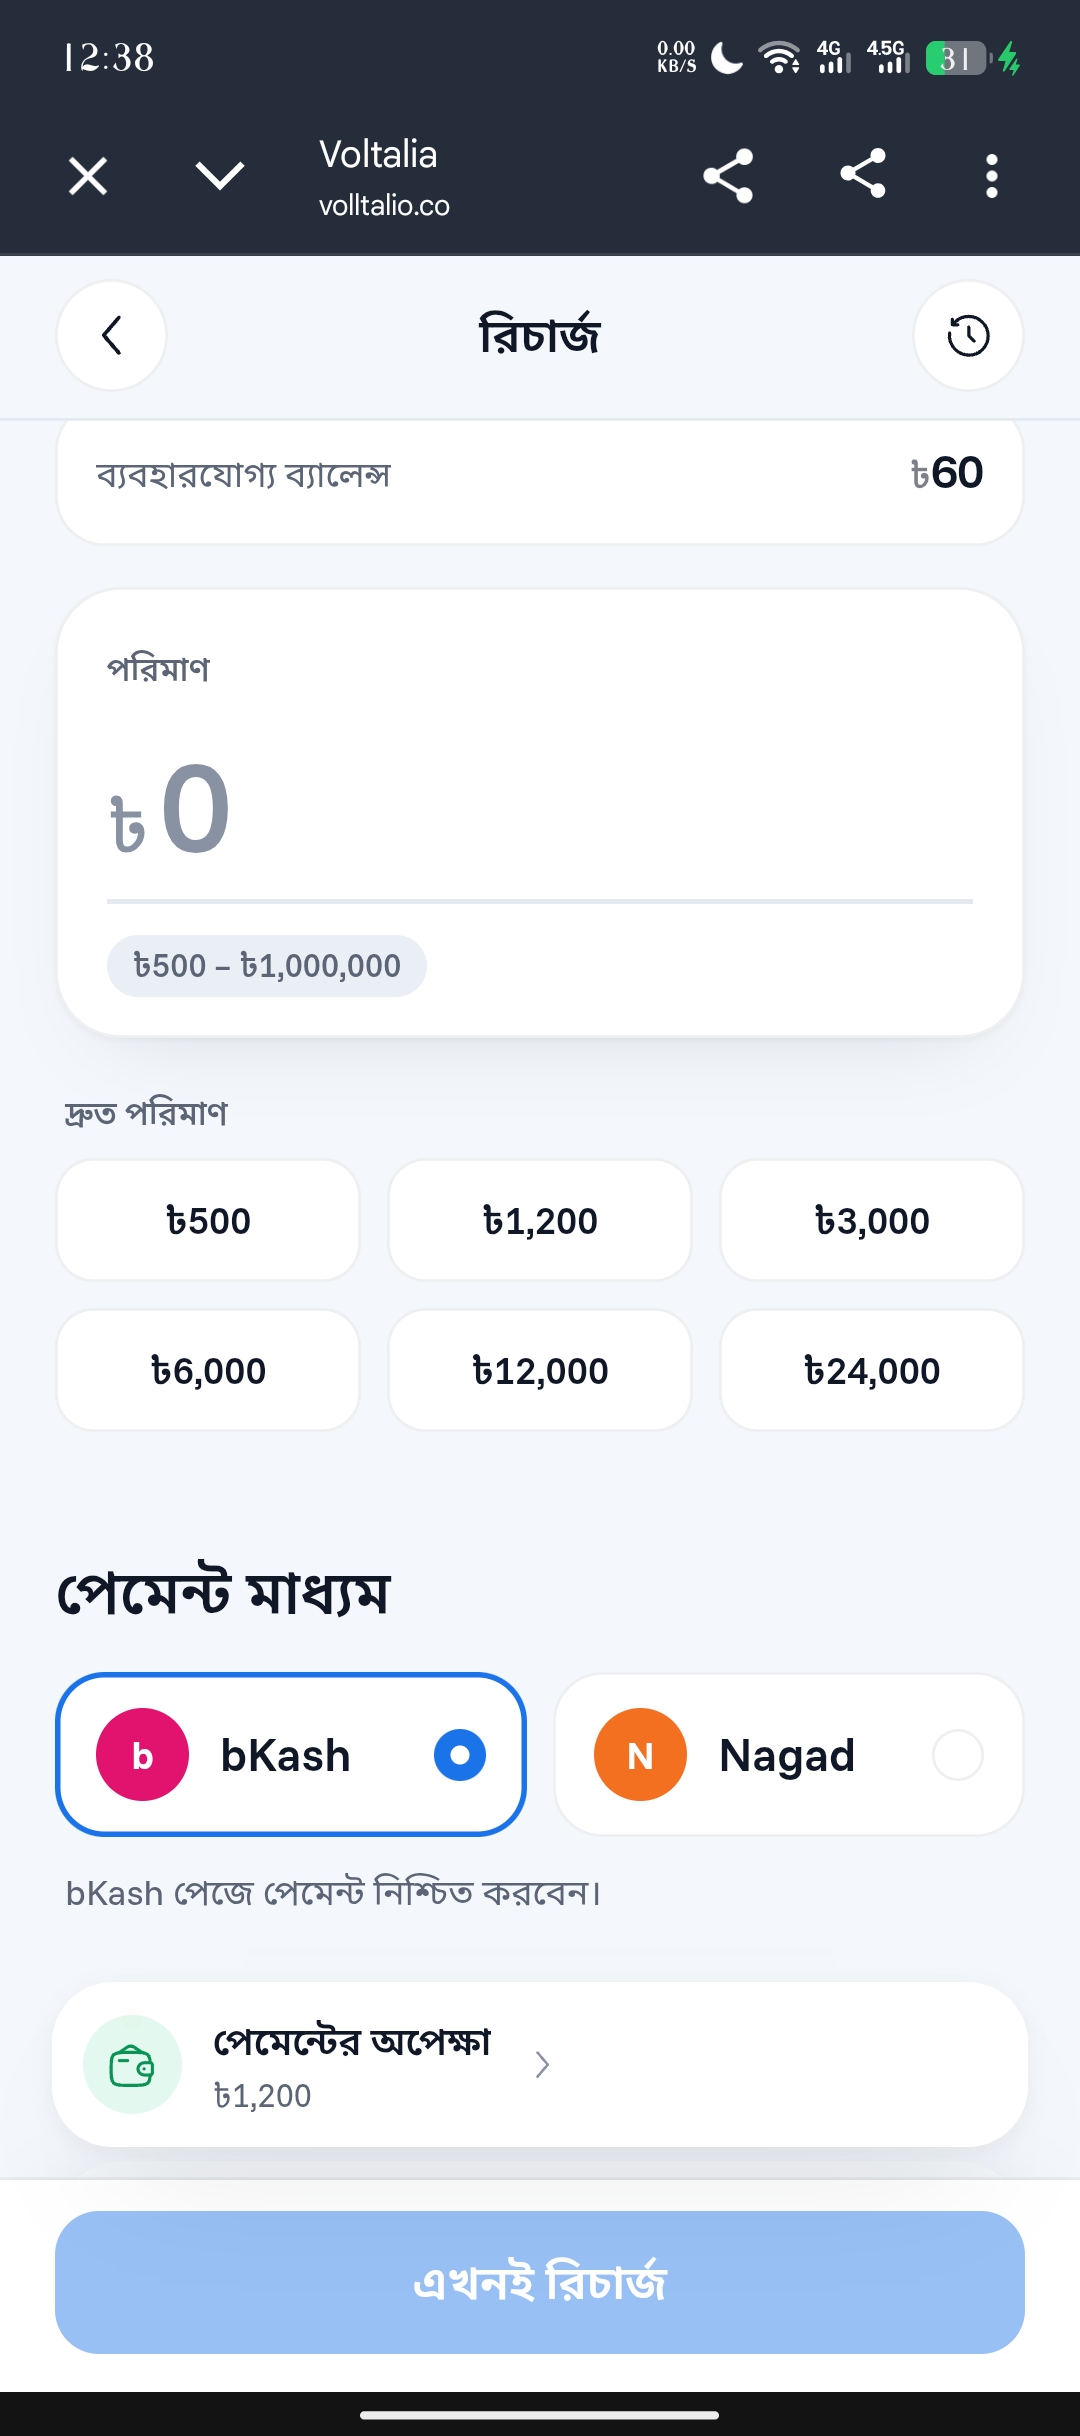 12:38
0.00 KB/S 4G 4.5G 31
Voltalia
volltalio.co
রিচার্জ
ব্যবহারযোগ্য ব্যালেন্স ৳60
পরিমাণ
৳ 0
৳500 – ৳1,000,000
দ্রুত পরিমাণ
৳500 ৳1,200 ৳3,000
৳6,000 ৳12,000 ৳24,000
পেমেন্ট মাধ্যম
b bKash N Nagad
bKash পেজে পেমেন্ট নিশ্চিত করবেন।
পেমেন্টের অপেক্ষা
৳1,200
এখনই রিচার্জ